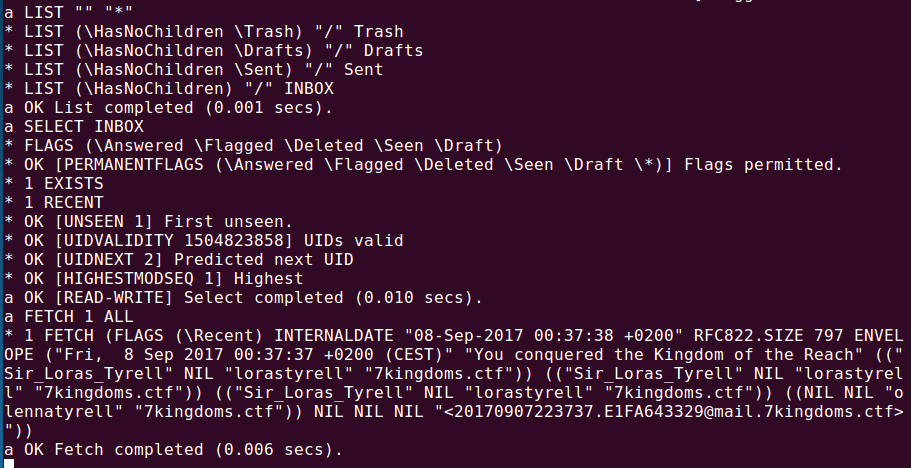 a LIST "" "*"
* LIST (\HasNoChildren \Trash) "/" Trash
* LIST (\HasNoChildren \Drafts) "/" Drafts
* LIST (\HasNoChildren \Sent) "/" Sent
* LIST (\HasNoChildren) "/" INBOX
a OK List completed (0.001 secs).
a SELECT INBOX
* FLAGS (\Answered \Flagged \Deleted \Seen \Draft)
* OK [PERMANENTFLAGS (\Answered \Flagged \Deleted \Seen \Draft \*)] Flags permitted.
* 1 EXISTS
* 1 RECENT
* OK [UNSEEN 1] First unseen.
* OK [UIDVALIDITY 1504823858] UIDs valid
* OK [UIDNEXT 2] Predicted next UID
* OK [HIGHESTMODSEQ 1] Highest
a OK [READ-WRITE] Select completed (0.010 secs).
a FETCH 1 ALL
* 1 FETCH (FLAGS (\Recent) INTERNALDATE "08-Sep-2017 00:37:38 +0200" RFC822.SIZE 797 ENVEL
OPE ("Fri,  8 Sep 2017 00:37:37 +0200 (CEST)" "You conquered the Kingdom of the Reach" (("
Sir_Loras_Tyrell" NIL "lorastyrell" "7kingdoms.ctf")) (("Sir_Loras_Tyrell" NIL "lorastyrel
l" "7kingdoms.ctf")) (("Sir_Loras_Tyrell" NIL "lorastyrell" "7kingdoms.ctf")) ((NIL NIL "o
lennatyrell" "7kingdoms.ctf")) NIL NIL NIL "<20170907223737.E1FA643329@mail.7kingdoms.ctf>
"))
a OK Fetch completed (0.006 secs).